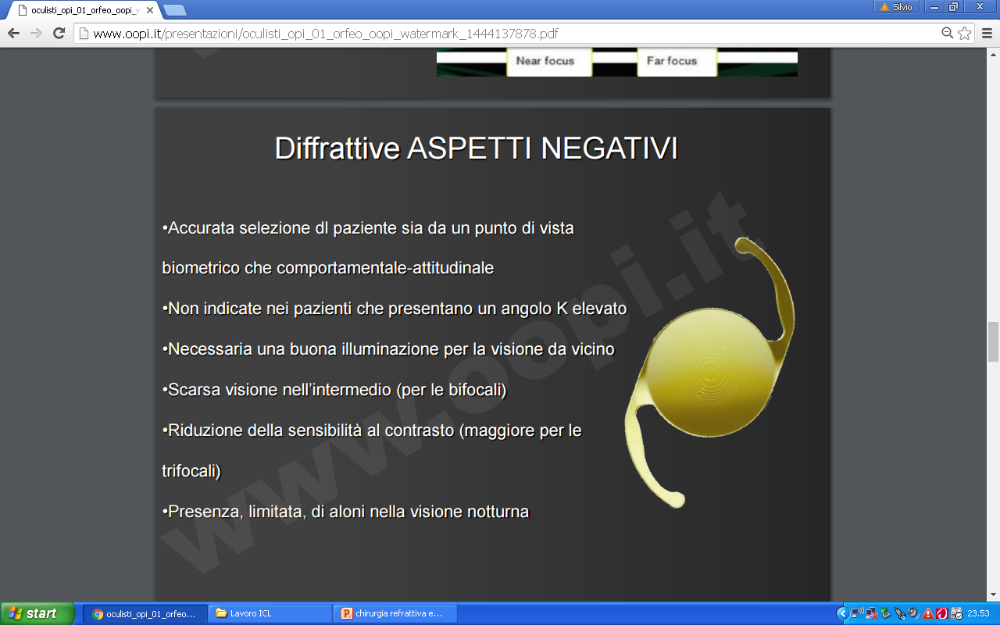 oculisti_opi_01_orfeo_oopi_w
Silvio
www.oopi.it/presentazioni/oculisti_opi_01_orfeo_oopi_watermark_1444137878.pdf
Near focus
Far focus
Diffrattive ASPETTI NEGATIVI
•Accurata selezione dl paziente sia da un punto di vista
biometrico che comportamentale-attitudinale
•Non indicate nei pazienti che presentano un angolo K elevato
•Necessaria una buona illuminazione per la visione da vicino
•Scarsa visione nell’intermedio (per le bifocali)
•Riduzione della sensibilità al contrasto (maggiore per le
trifocali)
•Presenza, limitata, di aloni nella visione notturna
www.oopi.it
start
oculisti_opi_01_orfeo...
Lavoro ICL
chirurgia refrattiva e...
23.53